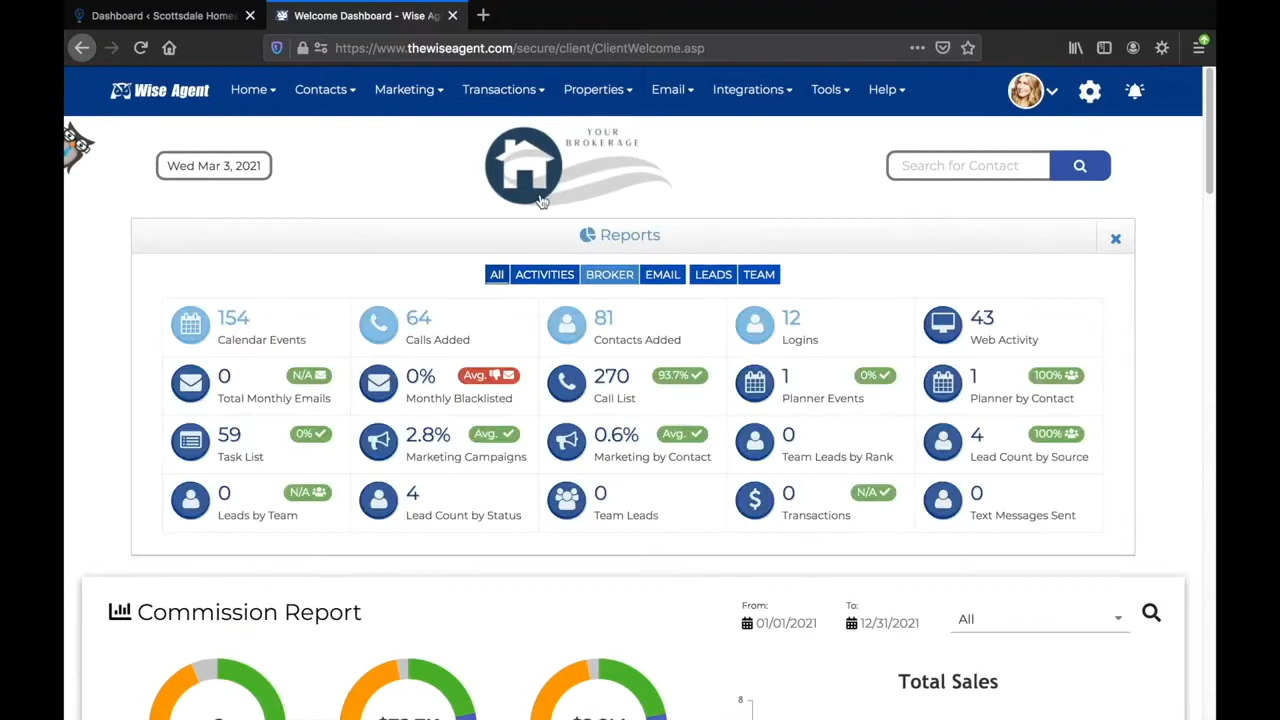 Dashboard ‹ Scottsdale Homes
Welcome Dashboard - Wise Ag
https://www.thewiseagent.com/secure/client/ClientWelcome.asp
Wise Agent Home Contacts Marketing Transactions Properties Email Integrations Tools Help
YOUR
BROKERAGE
Wed Mar 3, 2021
Search for Contact
Reports
All ACTIVITIES BROKER EMAIL LEADS TEAM
154 64 81 12 43
Calendar Events Calls Added Contacts Added Logins Web Activity
0 N/A 0% Avg. 270 93.7% 1 0% 1 100%
Total Monthly Emails Monthly Blacklisted Call List Planner Events Planner by Contact
59 0% 2.8% Avg. 0.6% Avg. 0 4 100%
Task List Marketing Campaigns Marketing by Contact Team Leads by Rank Lead Count by Source
0 N/A 4 0 0 N/A 0
Leads by Team Lead Count by Status Team Leads Transactions Text Messages Sent
Commission Report
From: To:
01/01/2021 12/31/2021 All
Total Sales
8